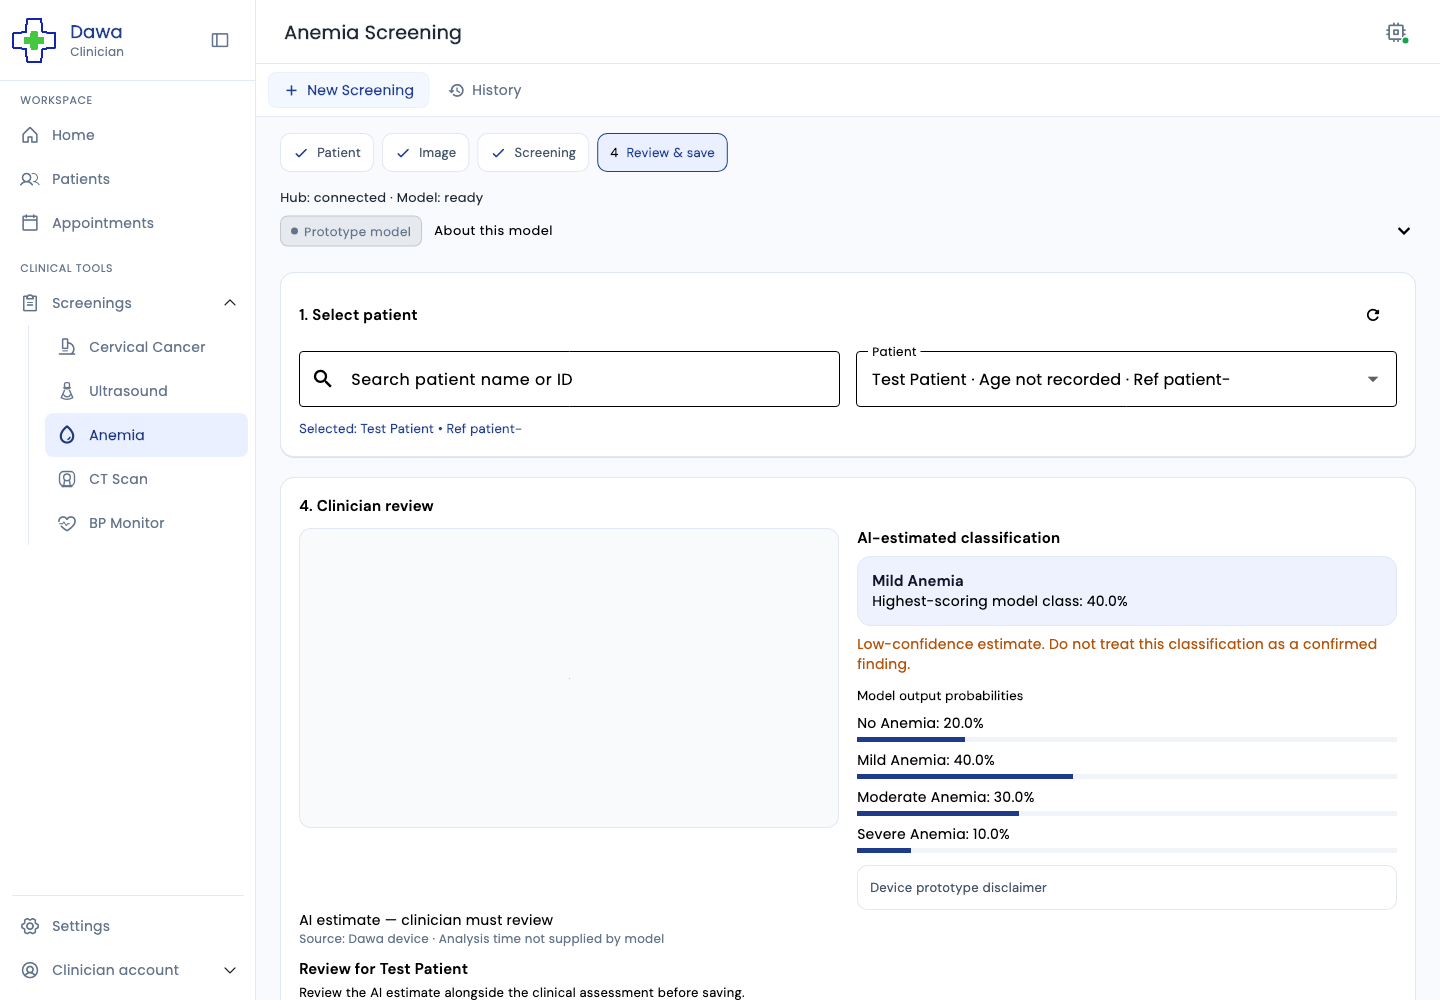 Dawa
Clinician
WORKSPACE
Home
Patients
Appointments
CLINICAL TOOLS
Screenings
Cervical Cancer
Ultrasound
Anemia
CT Scan
BP Monitor
Settings
Clinician account
Anemia Screening
New Screening
History
Patient
Image
Screening
4 Review & save
Hub: connected · Model: ready
Prototype model
About this model
1. Select patient
Search patient name or ID
Patient
Test Patient · Age not recorded · Ref patient-
Selected: Test Patient • Ref patient-
4. Clinician review
AI-estimated classification
Mild Anemia
Highest-scoring model class: 40.0%
Low-confidence estimate. Do not treat this classification as a confirmed
finding.
Model output probabilities
No Anemia: 20.0%
Mild Anemia: 40.0%
Moderate Anemia: 30.0%
Severe Anemia: 10.0%
Device prototype disclaimer
AI estimate — clinician must review
Source: Dawa device · Analysis time not supplied by model
Review for Test Patient
Review the AI estimate alongside the clinical assessment before saving.